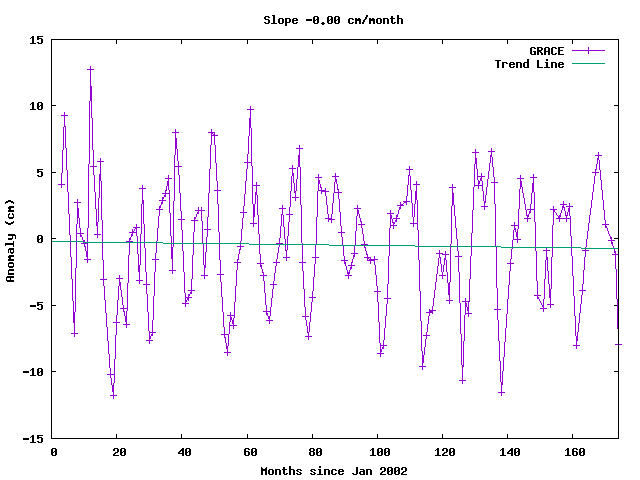 Slope -0.00 cm/month
GRACE
Trend Line
15
10
5
0
-5
-10
-15
Anomaly (cm)
0 20 40 60 80 100 120 140 160
Months since Jan 2002